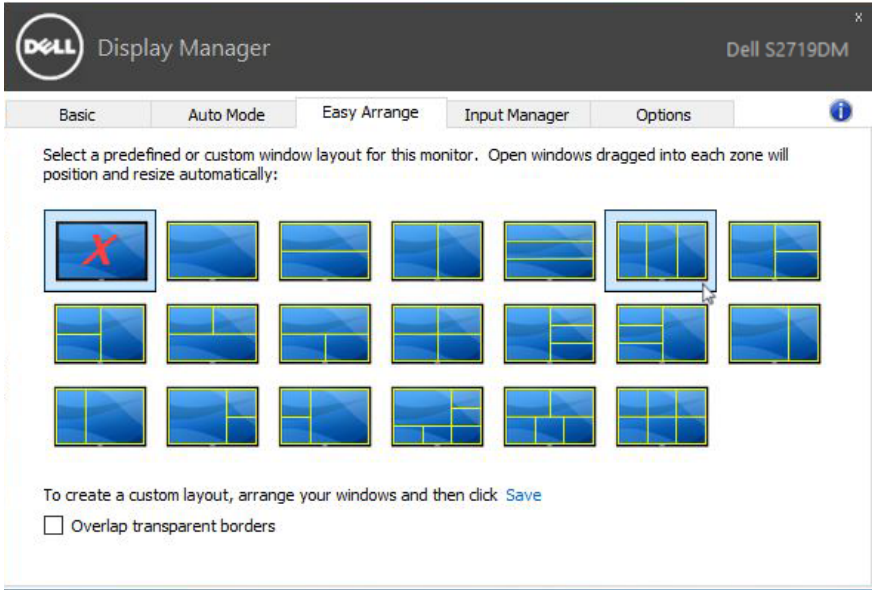 x
DELL Display Manager
Dell S2719DM
Basic Auto Mode Easy Arrange Input Manager Options i
Select a predefined or custom window layout for this monitor. Open windows dragged into each zone will
position and resize automatically:
X
To create a custom layout, arrange your windows and then click Save
Overlap transparent borders